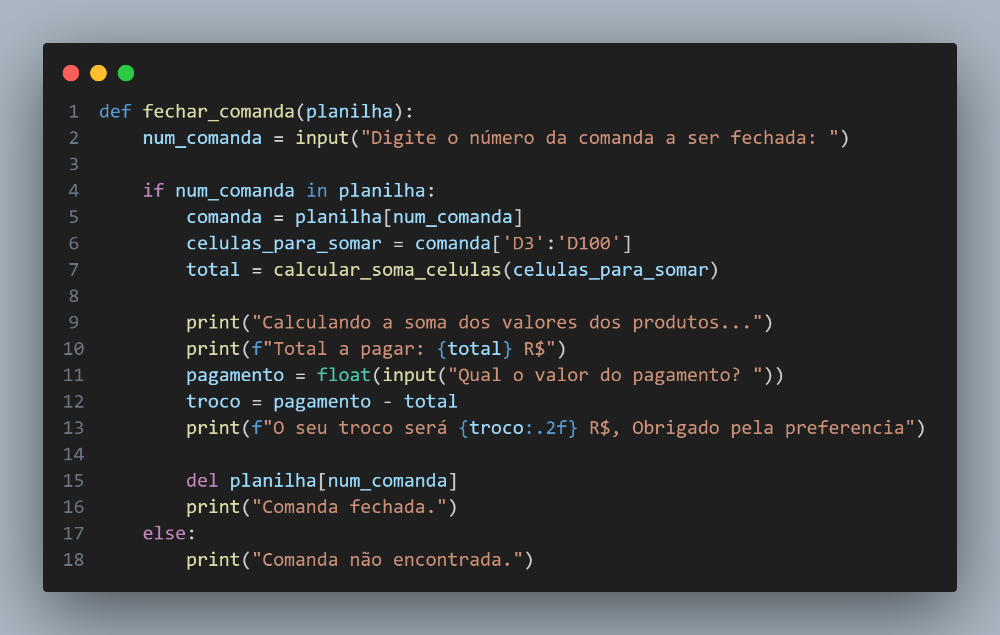 1 def fechar_comanda(planilha):
2     num_comanda = input("Digite o número da comanda a ser fechada: ")
3
4     if num_comanda in planilha:
5         comanda = planilha[num_comanda]
6         celulas_para_somar = comanda['D3':'D100']
7         total = calcular_soma_celulas(celulas_para_somar)
8
9         print("Calculando a soma dos valores dos produtos...")
10         print(f"Total a pagar: {total} R$")
11         pagamento = float(input("Qual o valor do pagamento? "))
12         troco = pagamento - total
13         print(f"O seu troco será {troco:.2f} R$, Obrigado pela preferencia")
14
15         del planilha[num_comanda]
16         print("Comanda fechada.")
17     else:
18         print("Comanda não encontrada.")